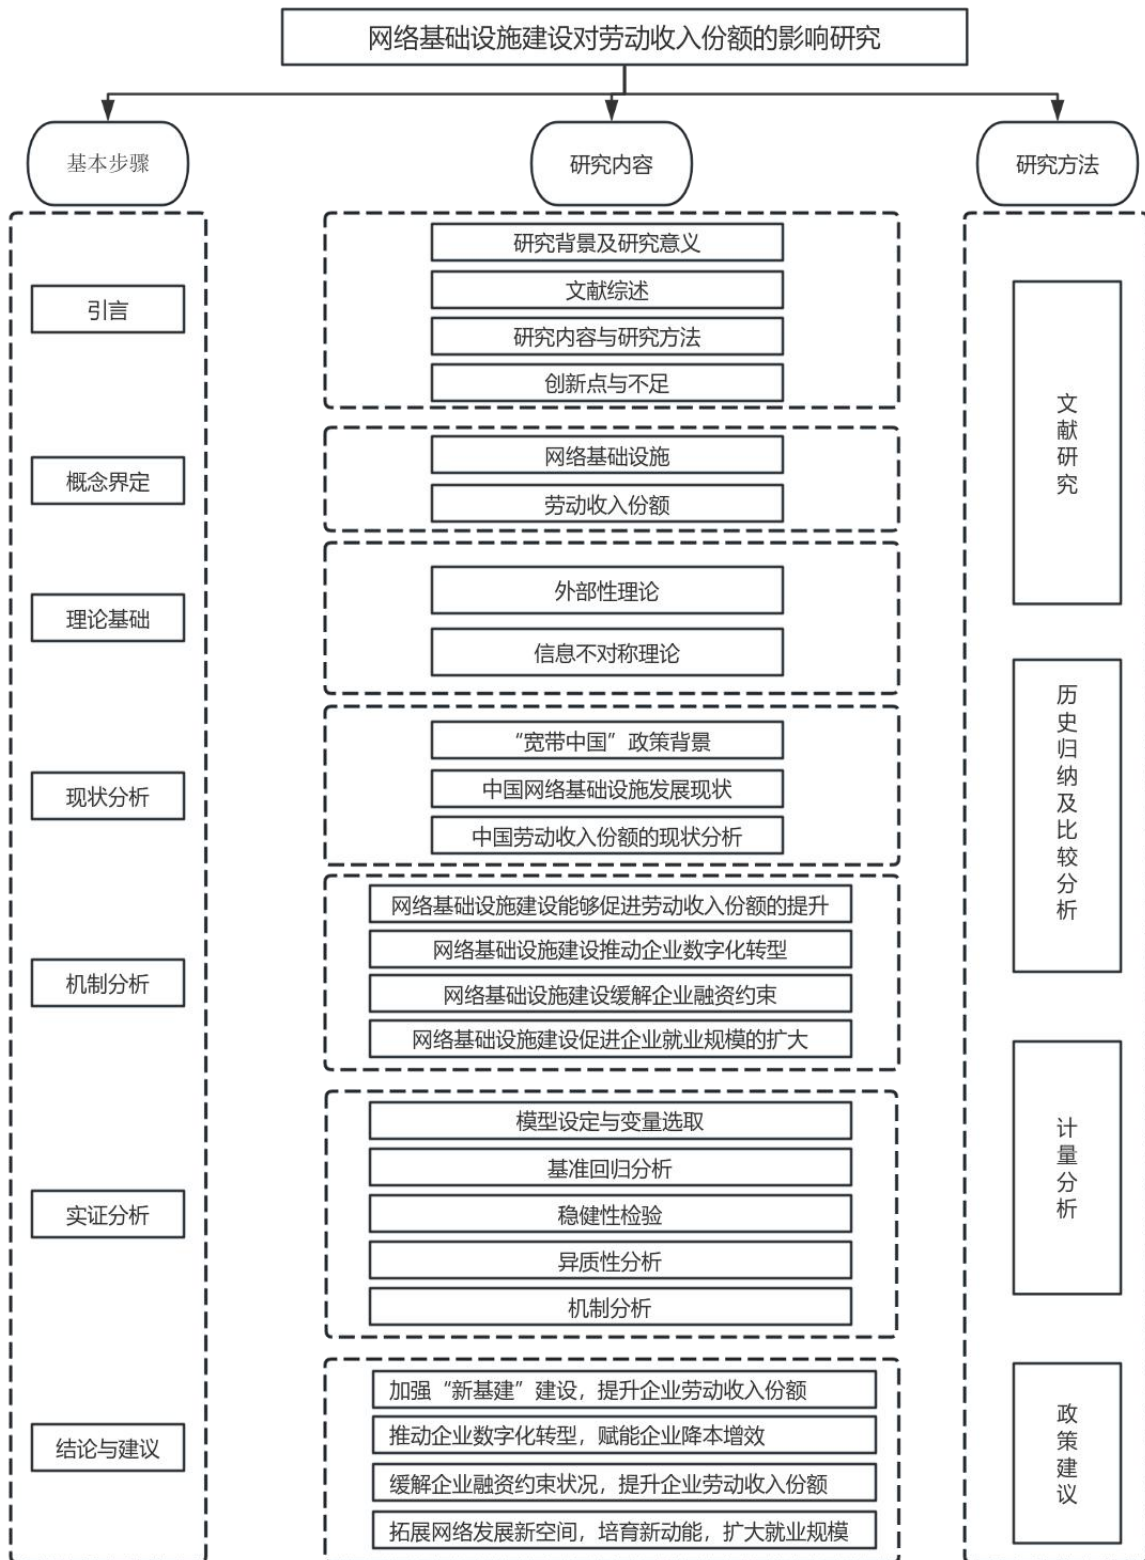 网络基础设施建设对劳动收入份额的影响研究
基本步骤
研究内容
研究方法
引言
研究背景及研究意义
文献综述
研究内容与研究方法
创新点与不足
概念界定
网络基础设施
劳动收入份额
理论基础
外部性理论
信息不对称理论
现状分析
“宽带中国”政策背景
中国网络基础设施发展现状
中国劳动收入份额的现状分析
机制分析
网络基础设施建设能够促进劳动收入份额的提升
网络基础设施建设推动企业数字化转型
网络基础设施建设缓解企业融资约束
网络基础设施建设促进企业就业规模的扩大
实证分析
模型设定与变量选取
基准回归分析
稳健性检验
异质性分析
机制分析
结论与建议
加强“新基建”建设，提升企业劳动收入份额
推动企业数字化转型，赋能企业降本增效
缓解企业融资约束状况，提升企业劳动收入份额
拓展网络发展新空间，培育新动能，扩大就业规模
文献研究
历史归纳及比较分析
计量分析
政策建议